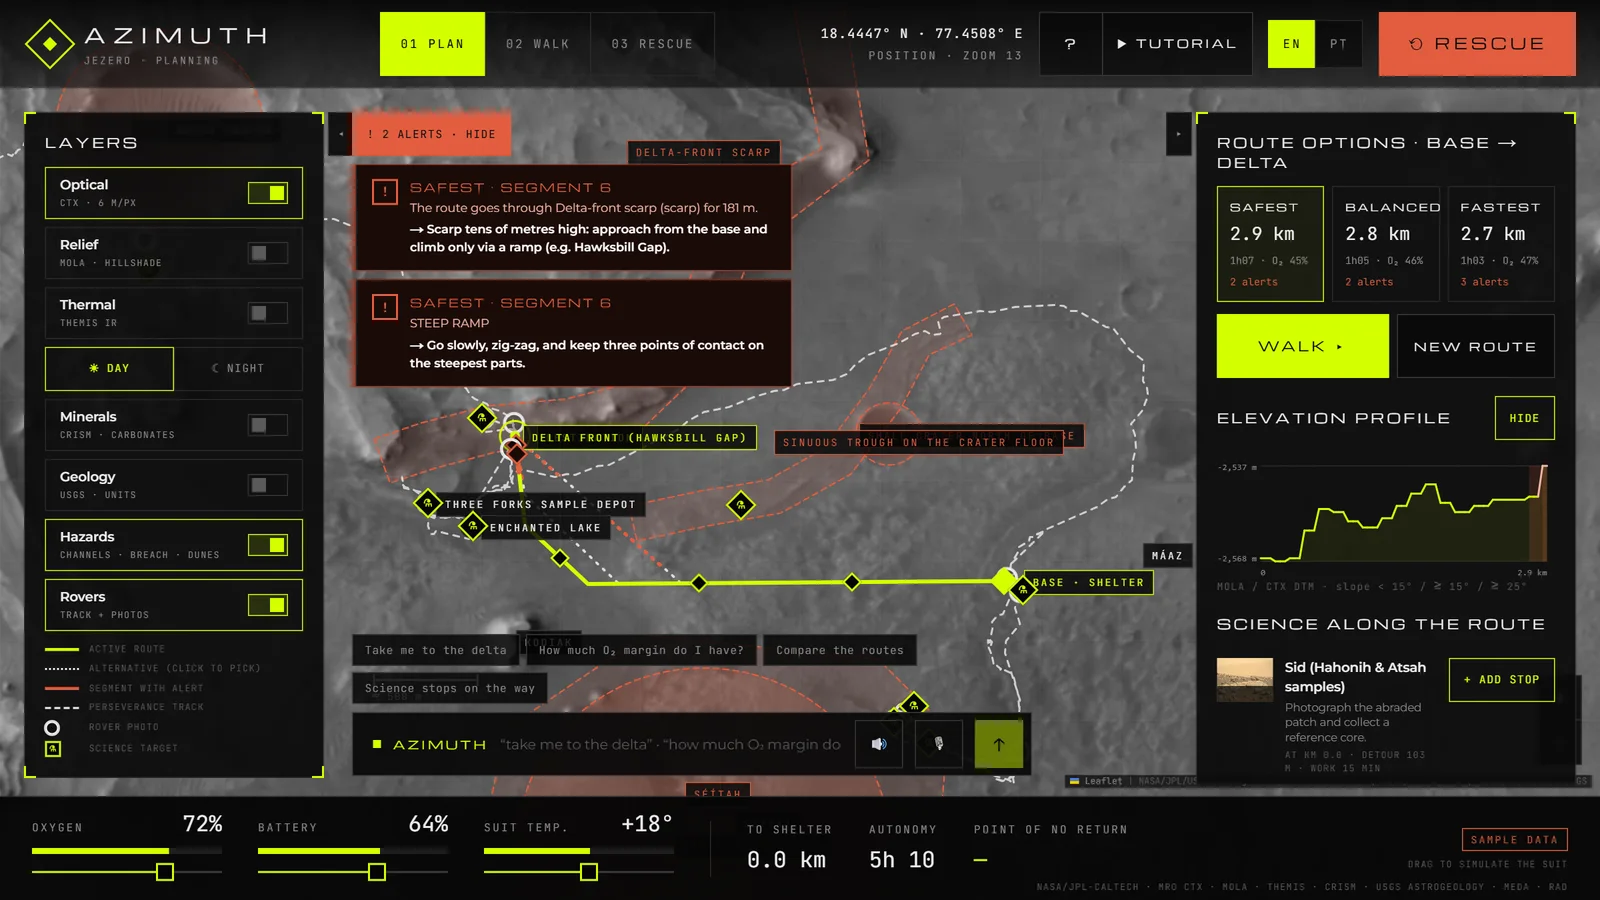 AZIMUTH
JEZERO · PLANNING
01 PLAN
02 WALK
03 RESCUE
18.4447° N · 77.4508° E
POSITION · ZOOM 13
?
▶ TUTORIAL
EN
PT
RESCUE
LAYERS
Optical
CTX · 6 M/PX
Relief
MOLA · HILLSHADE
Thermal
THEMIS IR
☀ DAY
☾ NIGHT
Minerals
CRISM · CARBONATES
Geology
USGS · UNITS
Hazards
CHANNELS · BREACH · DUNES
Rovers
TRACK + PHOTOS
ACTIVE ROUTE
ALTERNATIVE (CLICK TO PICK)
SEGMENT WITH ALERT
PERSEVERANCE TRACK
ROVER PHOTO
SCIENCE TARGET
! 2 ALERTS · HIDE
DELTA-FRONT SCARP
SAFEST · SEGMENT 6
The route goes through Delta-front scarp (scarp) for 181 m.
→ Scarp tens of metres high: approach from the base and
climb only via a ramp (e.g. Hawksbill Gap).
SAFEST · SEGMENT 6
STEEP RAMP
→ Go slowly, zig-zag, and keep three points of contact on
the steepest parts.
DELTA FRONT (HAWKSBILL GAP)
SINUOUS TROUGH ON THE CRATER FLOOR
THREE FORKS SAMPLE DEPOT
ENCHANTED LAKE
MÁAZ
BASE · SHELTER
KODIAK
Take me to the delta
How much O₂ margin do I have?
Compare the routes
Science stops on the way
AZIMUTH
"take me to the delta" · "how much O₂ margin do
SÉÍTAH
Leaflet | NASA/JPL/US
GS
ROUTE OPTIONS · BASE →
DELTA
SAFEST
2.9 km
1h07 · O₂ 45%
2 alerts
BALANCED
2.8 km
1h05 · O₂ 46%
2 alerts
FASTEST
2.7 km
1h03 · O₂ 47%
3 alerts
WALK ▸
NEW ROUTE
ELEVATION PROFILE
HIDE
-2,537 m
-2,568 m
0
2.9 km
MOLA / CTX DTM · slope < 15° / ≥ 15° / ≥ 25°
SCIENCE ALONG THE ROUTE
Sid (Hahonih & Atsah
samples)
Photograph the abraded
patch and collect a
reference core.
AT KM 0.0 · DETOUR 103
M · WORK 15 MIN
+ ADD STOP
OXYGEN
72%
BATTERY
64%
SUIT TEMP.
+18°
TO SHELTER
0.0 km
AUTONOMY
5h 10
POINT OF NO RETURN
—
SAMPLE DATA
DRAG TO SIMULATE THE SUIT
NASA/JPL-CALTECH · MRO CTX · MOLA · THEMIS · CRISM · USGS ASTROGEOLOGY · MEDA · RAD